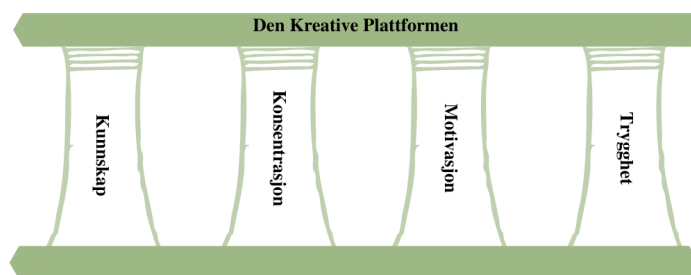 Den Kreative Plattformen
Kunnskap
Konsentrasjon
Motivasjon
Trygghet